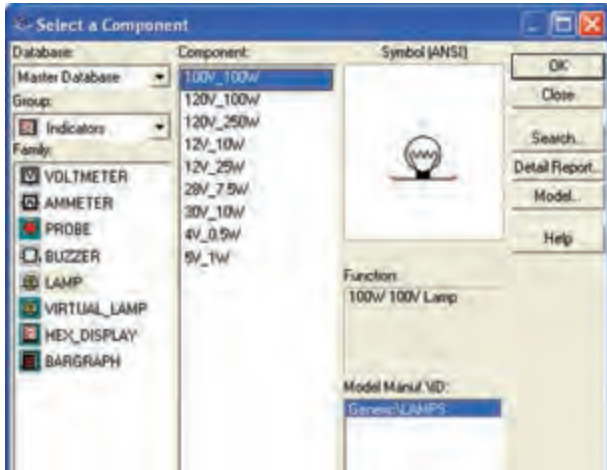 Select a Component
Database:
Master Database
Group:
Indicators
Family:
VOLTMETER
AMMETER
PROBE
BUZZER
LAMP
VIRTUAL_LAMP
HEX_DISPLAY
BARGRAPH
Component:
100V_100W
120V_100W
120V_250W
12V_10W
12V_25W
28V_7.5W
30V_10W
4V_0.5W
5V_1W
Symbol (ANSI)
Function:
100W 100V Lamp
Model Manuf.\ID:
Generic\LAMPS
OK
Close
Search...
Detail Report...
Model...
Help